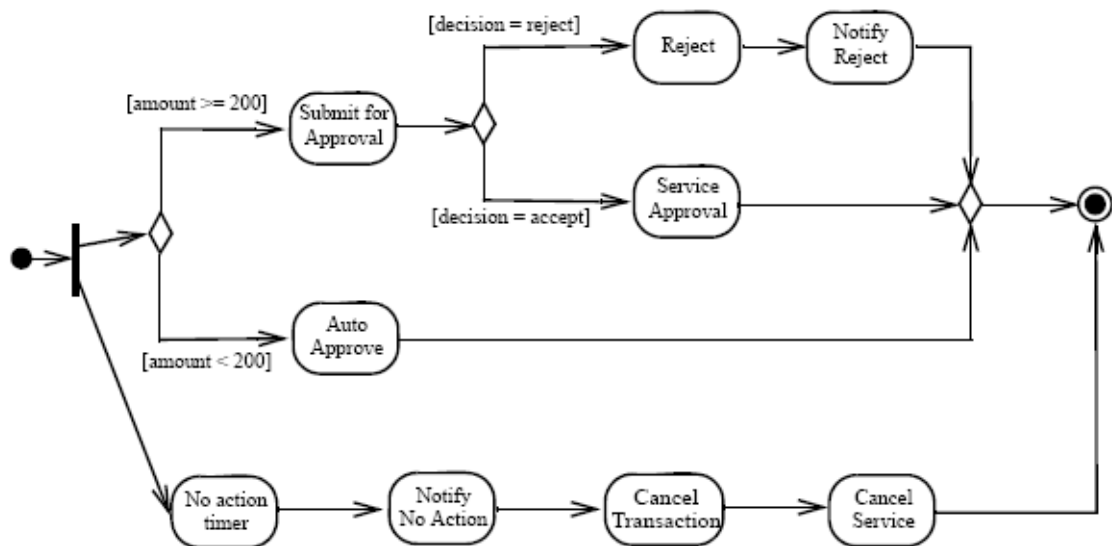 [decision = reject]
Reject
Notify
Reject
[amount >= 200]
Submit for
Approval
Service
Approval
[decision = accept]
Auto
Approve
[amount < 200]
No action
timer
Notify
No Action
Cancel
Transaction
Cancel
Service